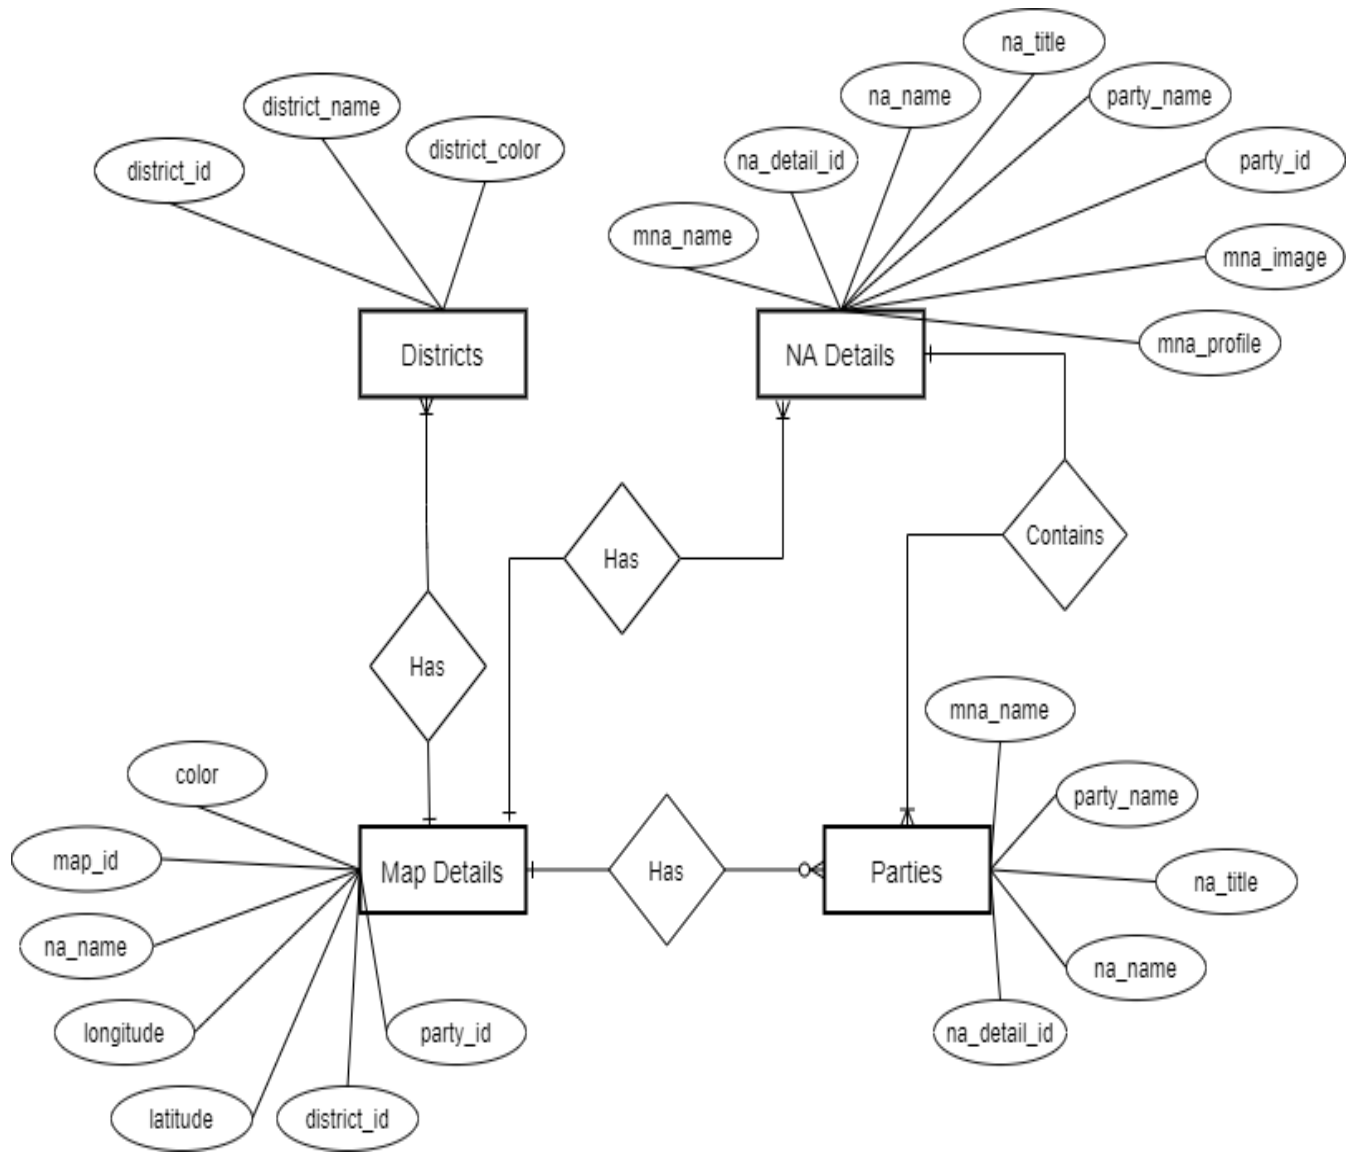 na_title
district_name
na_name
party_name
district_id
district_color
na_detail_id
party_id
mna_name
mna_image
mna_profile
Districts
NA Details
Contains
Has
Has
mna_name
color
party_name
map_id
Map Details
Has
Parties
na_title
na_name
na_name
longitude
party_id
na_detail_id
latitude
district_id